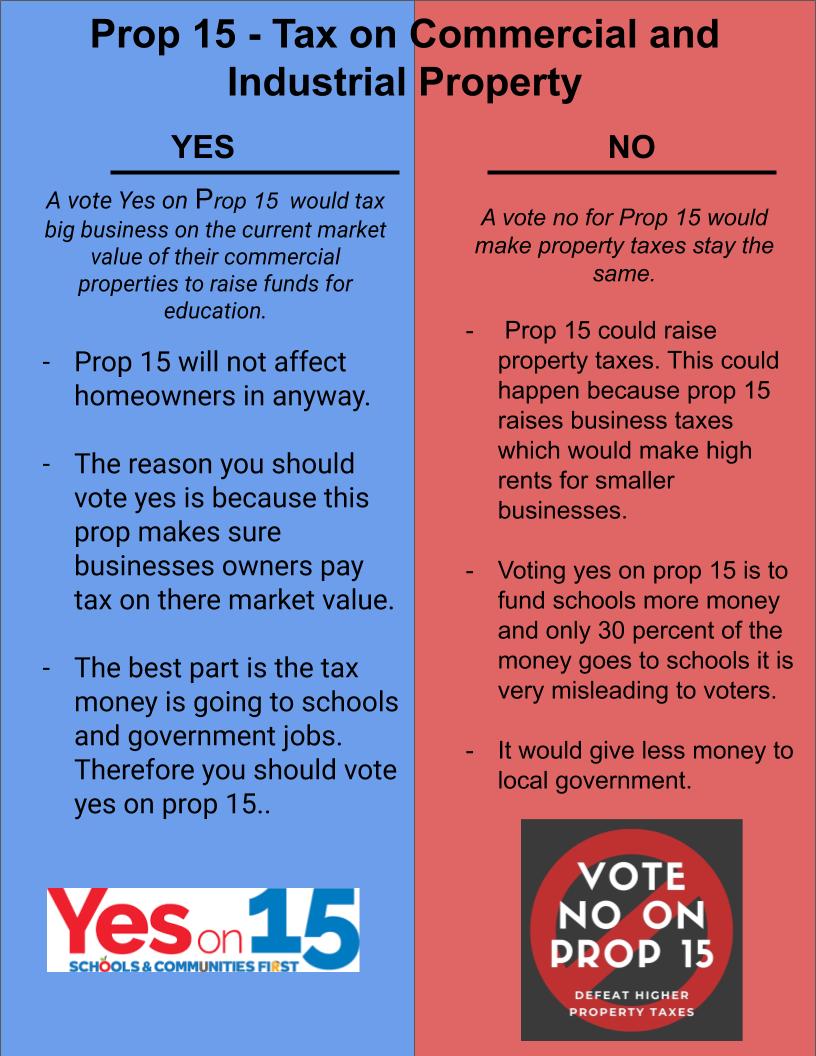 Prop 15 - Tax on Commercial and
Industrial Property
YES
A vote Yes on Prop 15 would tax
big business on the current market
value of their commercial
properties to raise funds for
education.
- Prop 15 will not affect
homeowners in anyway.
- The reason you should
vote yes is because this
prop makes sure
businesses owners pay
tax on there market value.
- The best part is the tax
money is going to schools
and government jobs.
Therefore you should vote
yes on prop 15..
Yes on 15
SCHOOLS & COMMUNITIES FIRST
NO
A vote no for Prop 15 would
make property taxes stay the
same.
- Prop 15 could raise
property taxes. This could
happen because prop 15
raises business taxes
which would make high
rents for smaller
businesses.
- Voting yes on prop 15 is to
fund schools more money
and only 30 percent of the
money goes to schools it is
very misleading to voters.
- It would give less money to
local government.
VOTE
NO ON
PROP 15
DEFEAT HIGHER
PROPERTY TAXES